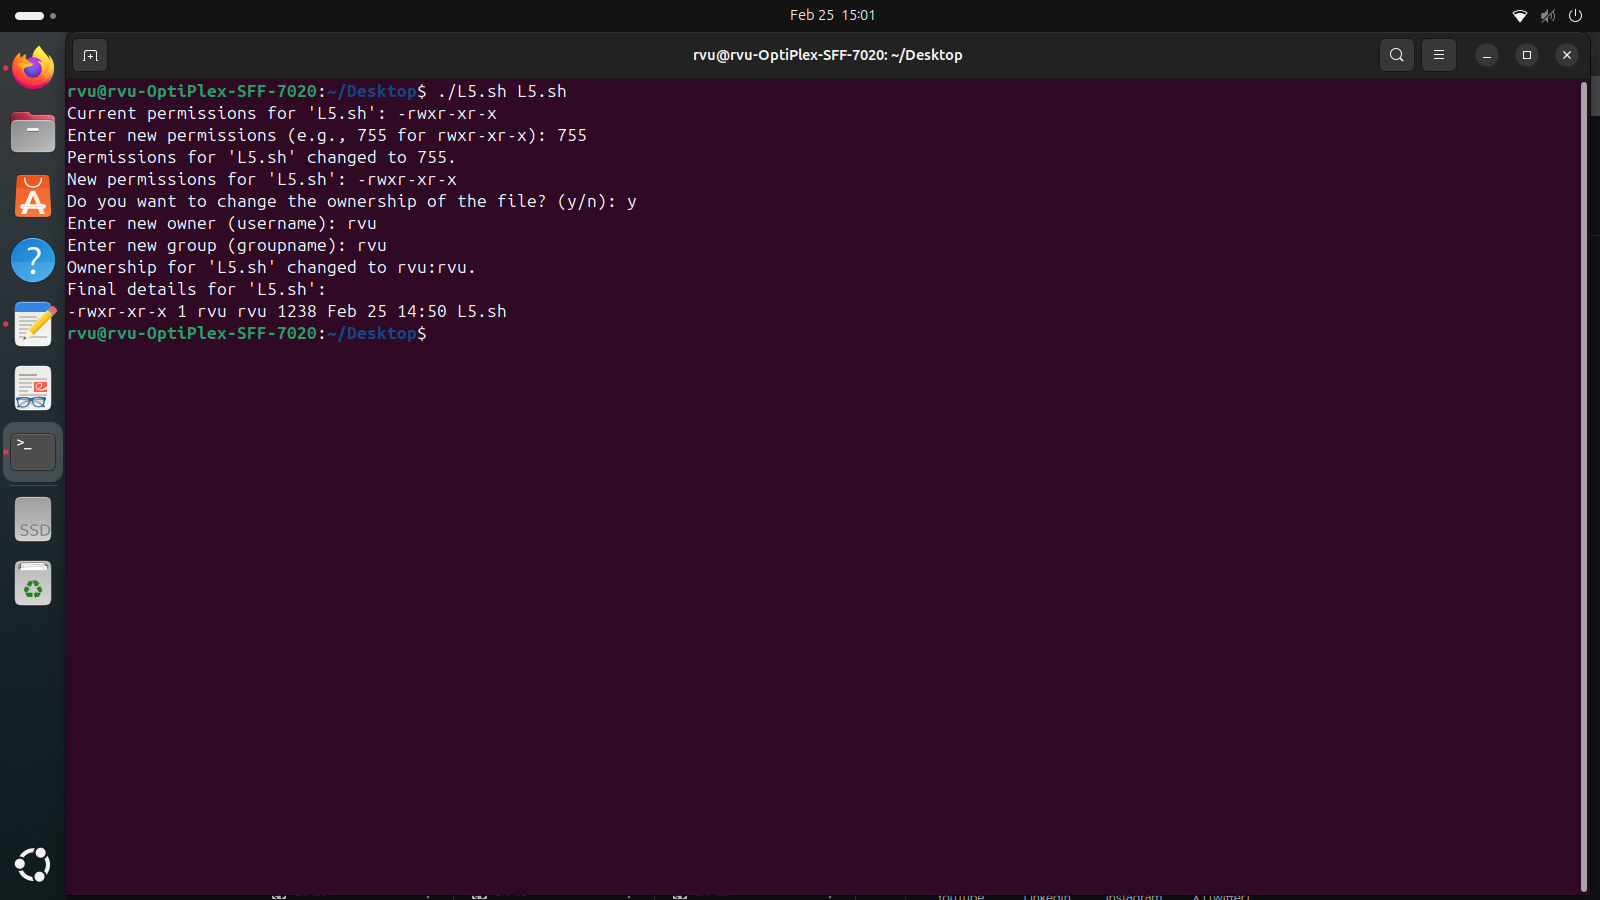 Feb 25 15:01
rvu@rvu-OptiPlex-SFF-7020: ~/Desktop
rvu@rvu-OptiPlex-SFF-7020:~/Desktop$ ./L5.sh L5.sh
Current permissions for 'L5.sh': -rwxr-xr-x
Enter new permissions (e.g., 755 for rwxr-xr-x): 755
Permissions for 'L5.sh' changed to 755.
New permissions for 'L5.sh': -rwxr-xr-x
Do you want to change the ownership of the file? (y/n): y
Enter new owner (username): rvu
Enter new group (groupname): rvu
Ownership for 'L5.sh' changed to rvu:rvu.
Final details for 'L5.sh':
-rwxr-xr-x 1 rvu rvu 1238 Feb 25 14:50 L5.sh
rvu@rvu-OptiPlex-SFF-7020:~/Desktop$
SSD
YouTube LinkedIn Instagram X (Twitter)